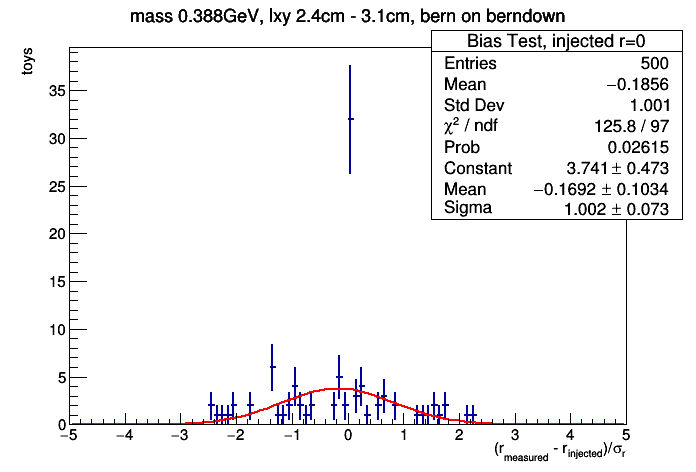 mass 0.388GeV, lxy 2.4cm - 3.1cm, bern on berndown
toys
Bias Test, injected r=0
Entries 500
Mean −0.1856
Std Dev 1.001
χ² / ndf 125.8 / 97
Prob 0.02615
Constant 3.741 ± 0.473
Mean −0.1692 ± 0.1034
Sigma 1.002 ± 0.073
35
30
25
20
15
10
5
0
−5 −4 −3 −2 −1 0 1 2 3 4 5
(r_measured - r_injected)/σ_r